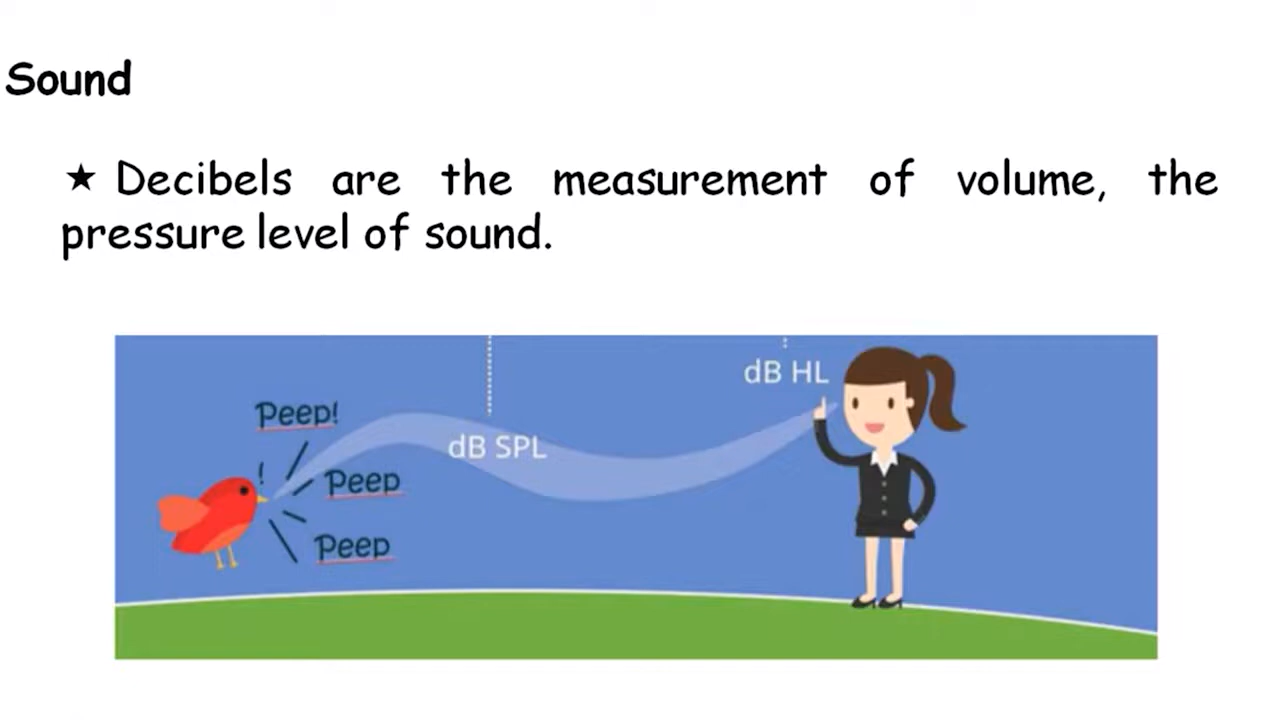 Sound
★ Decibels are the measurement of volume, the
pressure level of sound.
dB HL
Peep!
dB SPL
!
Peep
Peep